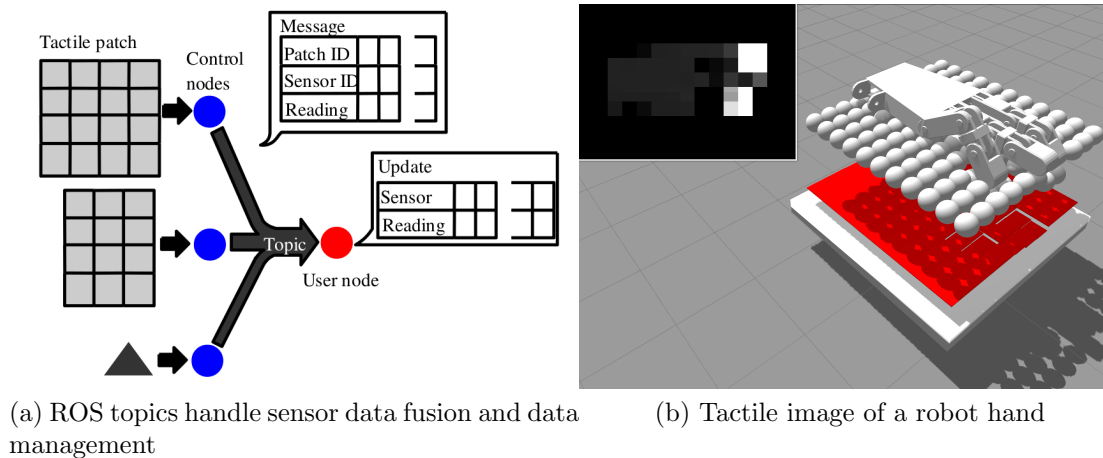 Tactile patch
Control
nodes
Message
Patch ID
Sensor ID
Reading
Update
Sensor
Reading
Topic
User node
(a) ROS topics handle sensor data fusion and data
management
(b) Tactile image of a robot hand